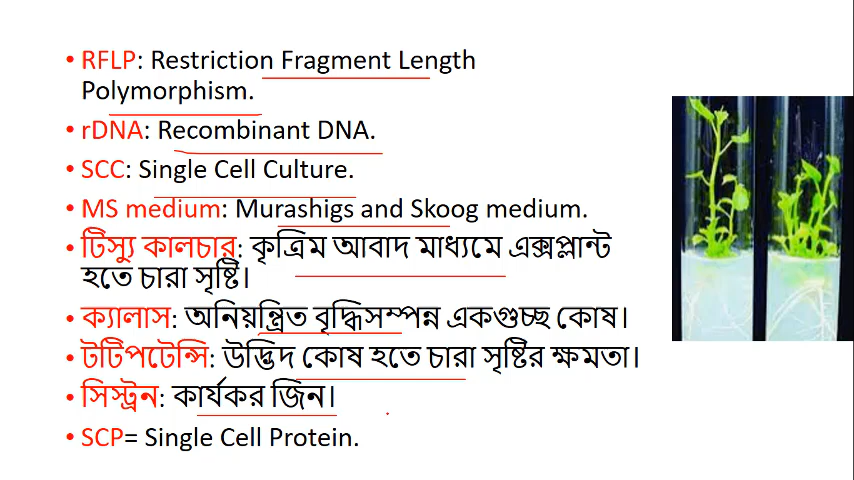 • RFLP: Restriction Fragment Length
Polymorphism.
• rDNA: Recombinant DNA.
• SCC: Single Cell Culture.
• MS medium: Murashigs and Skoog medium.
• টিস্যু কালচার: কৃত্রিম আবাদ মাধ্যমে এক্সপ্লান্ট
হতে চারা সৃষ্টি।
• ক্যালাস: অনিয়ন্ত্রিত বৃদ্ধিসম্পন্ন একগুচ্ছ কোষ।
• টটিপটেন্সি: উদ্ভিদ কোষ হতে চারা সৃষ্টির ক্ষমতা।
• সিস্ট্রন: কার্যকর জিন।
• SCP= Single Cell Protein.